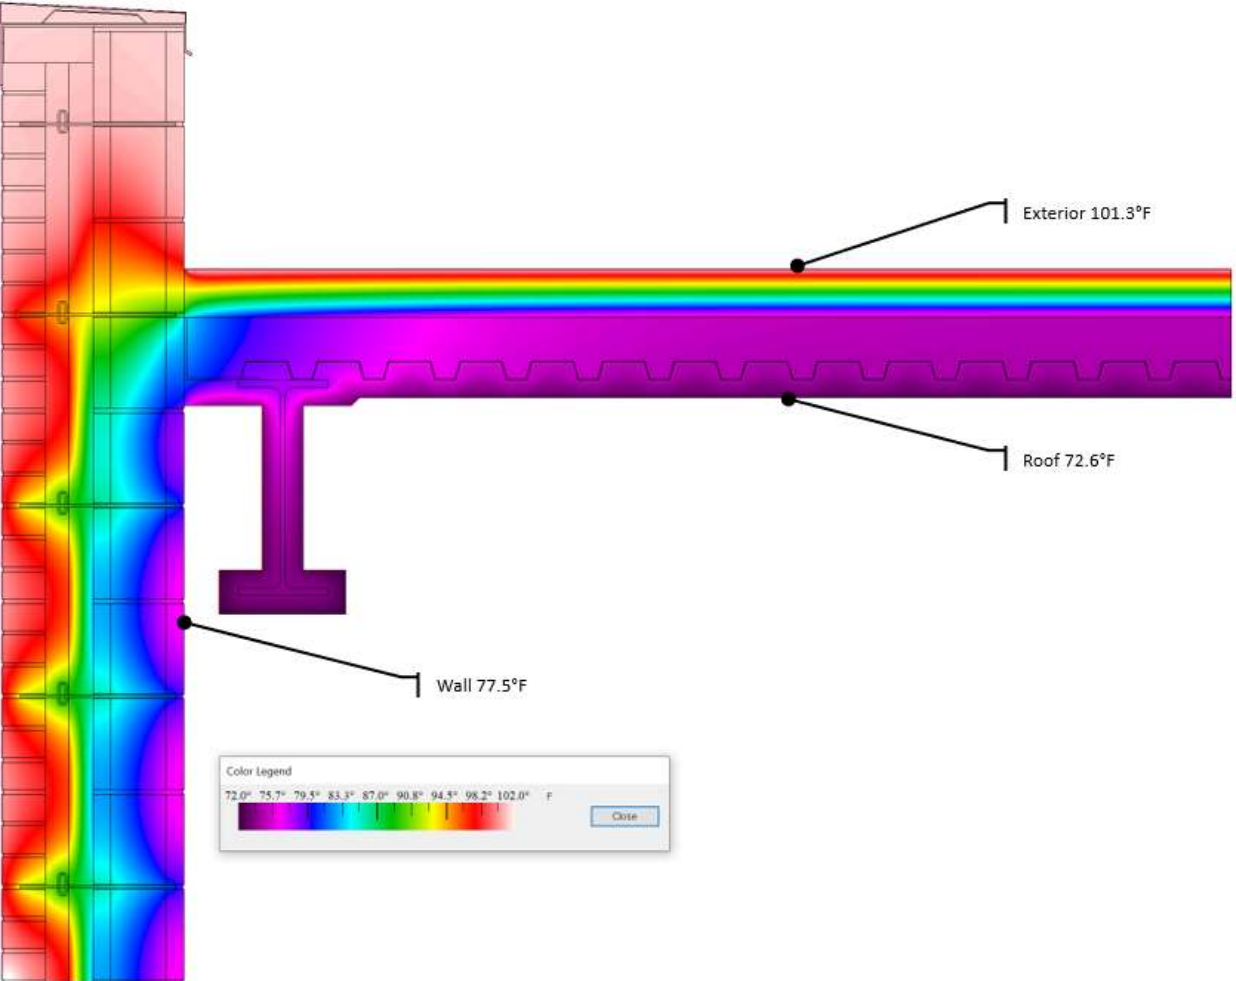 Exterior 101.3°F
Roof 72.6°F
Wall 77.5°F
Color Legend
72.0° 75.7° 79.5° 83.3° 87.0° 90.8° 94.5° 98.2° 102.0° F
Close